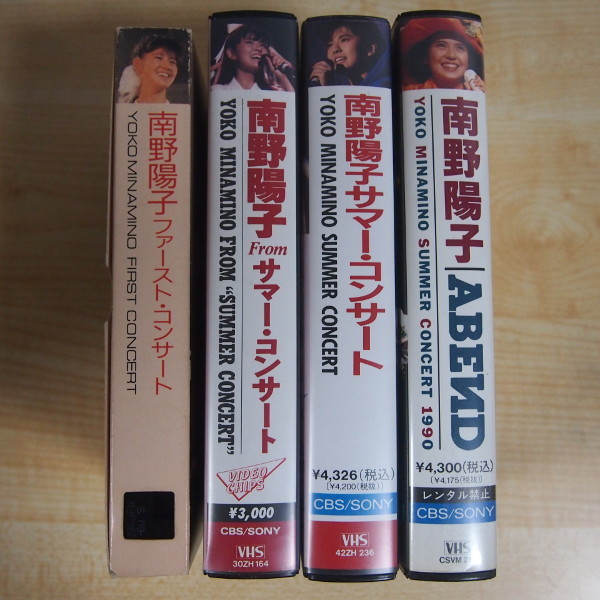 南野陽子ファースト・コンサート
YOKO MINAMINO FIRST CONCERT
南野陽子 From サマー・コンサート
YOKO MINAMINO FROM “SUMMER CONCERT”
VIDEO CHIPS
¥3,000
CBS/SONY
VHS
30ZH 164
南野陽子サマー・コンサート
YOKO MINAMINO SUMMER CONCERT
¥4,326(税込)
(¥4,200(税抜))
CBS/SONY
VHS
42ZH 236
南野陽子 ABEИD
YOKO MINAMINO SUMMER CONCERT 1990
¥4,300(税込)
(¥4,175(税抜))
レンタル禁止
CBS/SONY
VHS
CSVM